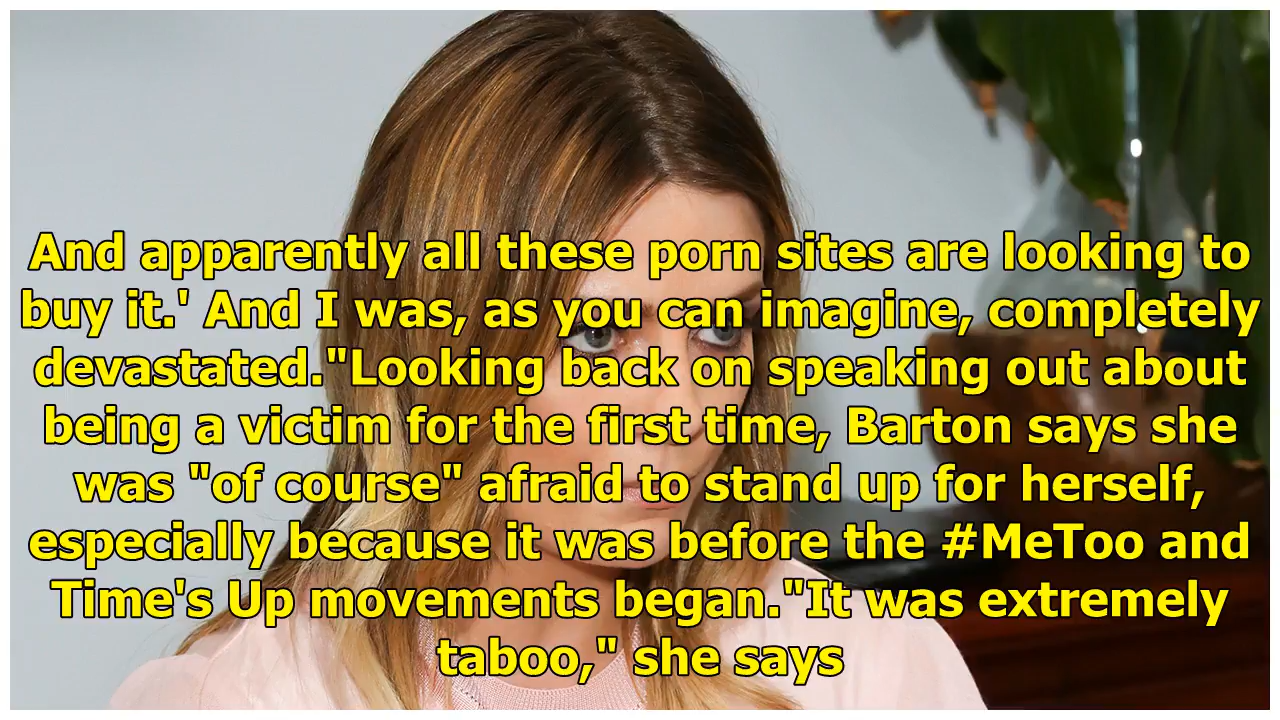 And apparently all these porn sites are looking to
buy it.' And I was, as you can imagine, completely
devastated."Looking back on speaking out about
being a victim for the first time, Barton says she
was "of course" afraid to stand up for herself,
especially because it was before the #MeToo and
Time's Up movements began."It was extremely
taboo," she says